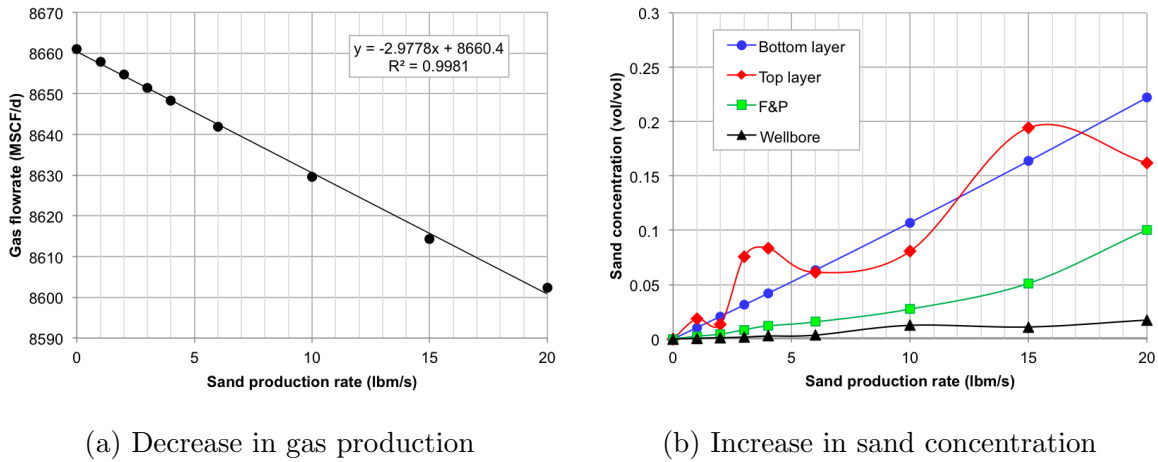 8670
8660
8650
8640
8630
8620
8610
8600
8590
Gas flowrate (MSCF/d)
y = -2.9778x + 8660.4
R² = 0.9981
0 5 10 15 20
Sand production rate (lbm/s)
(a) Decrease in gas production
0.3
0.25
0.2
0.15
0.1
0.05
0
Sand concentration (vol/vol)
Bottom layer
Top layer
F&P
Wellbore
0 5 10 15 20
Sand production rate (lbm/s)
(b) Increase in sand concentration